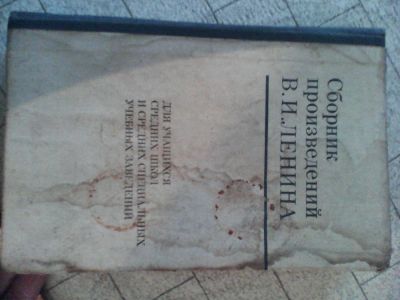 Сборник
произведений
В. И. ЛЕНИНА
ДЛЯ УЧАЩИХСЯ
СРЕДНИХ ШКОЛ
И СРЕДНИХ СПЕЦИАЛЬНЫХ
УЧЕБНЫХ ЗАВЕДЕНИЙ